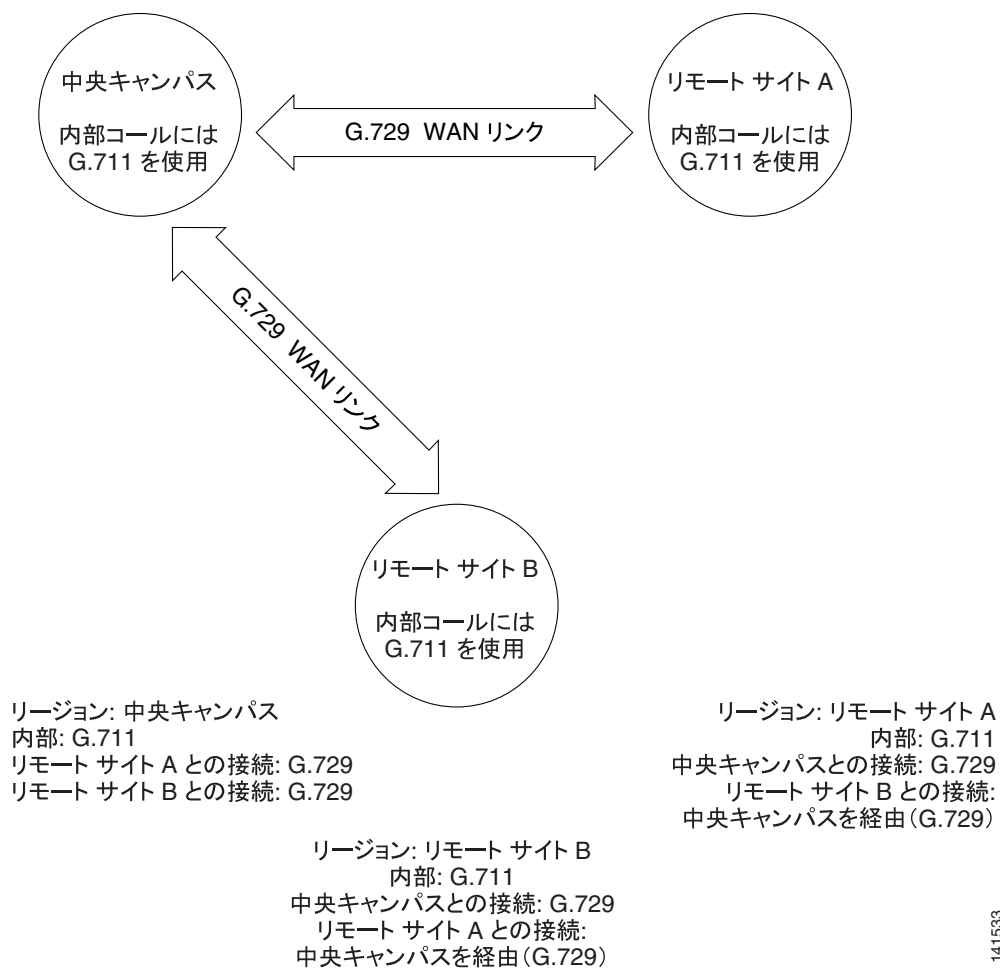 中央キャンパス
内部コールには
G.711 を使用
G.729 WAN リンク
リモート サイト A
内部コールには
G.711 を使用
G.729 WAN リンク
リモート サイト B
内部コールには
G.711 を使用
リージョン: 中央キャンパス
内部: G.711
リモート サイト A との接続: G.729
リモート サイト B との接続: G.729
リージョン: リモート サイト A
内部: G.711
中央キャンパスとの接続: G.729
リモート サイト B との接続:
中央キャンパスを経由(G.729)
リージョン: リモート サイト B
内部: G.711
中央キャンパスとの接続: G.729
リモート サイト A との接続:
中央キャンパスを経由(G.729)
141533